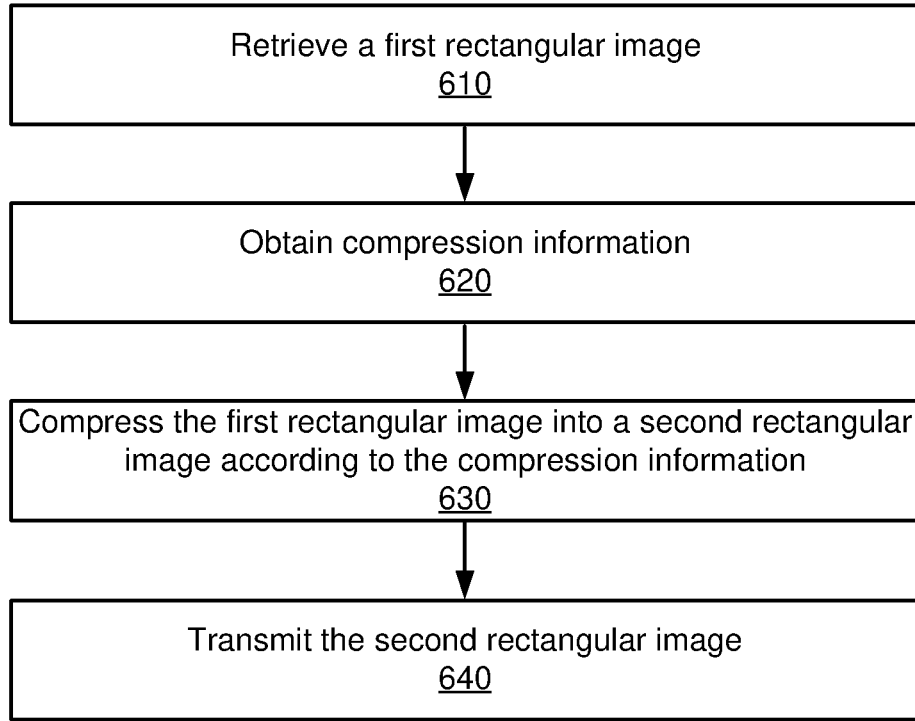 Retrieve a first rectangular image
610
Obtain compression information
620
Compress the first rectangular image into a second rectangular
image according to the compression information
630
Transmit the second rectangular image
640